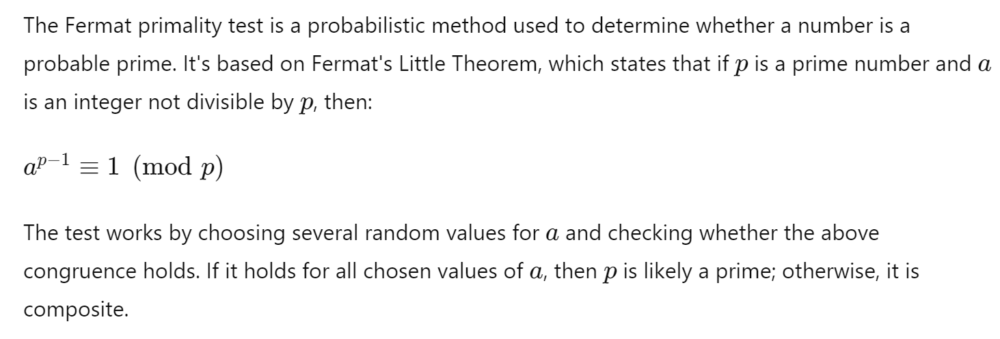 The Fermat primality test is a probabilistic method used to determine whether a number is a
probable prime. It's based on Fermat's Little Theorem, which states that if p is a prime number and a
is an integer not divisible by p, then:
a^{p−1} ≡ 1 (mod p)
The test works by choosing several random values for a and checking whether the above
congruence holds. If it holds for all chosen values of a, then p is likely a prime; otherwise, it is
composite.